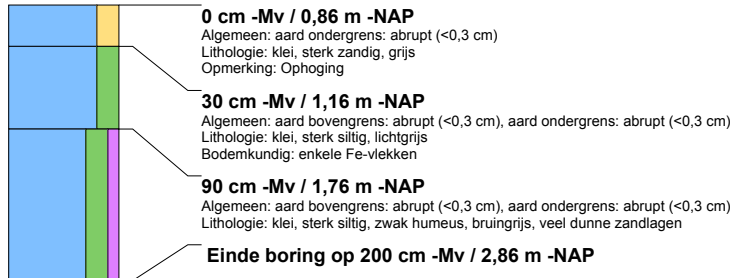 0 cm -Mv / 0,86 m -NAP
Algemeen: aard ondergrens: abrupt (<0,3 cm)
Lithologie: klei, sterk zandig, grijs
Opmerking: Ophoging
30 cm -Mv / 1,16 m -NAP
Algemeen: aard bovengrens: abrupt (<0,3 cm), aard ondergrens: abrupt (<0,3 cm)
Lithologie: klei, sterk siltig, lichtgrijs
Bodemkundig: enkele Fe-vlekken
90 cm -Mv / 1,76 m -NAP
Algemeen: aard bovengrens: abrupt (<0,3 cm), aard ondergrens: abrupt (<0,3 cm)
Lithologie: klei, sterk siltig, zwak humeus, bruingrijs, veel dunne zandlagen
Einde boring op 200 cm -Mv / 2,86 m -NAP